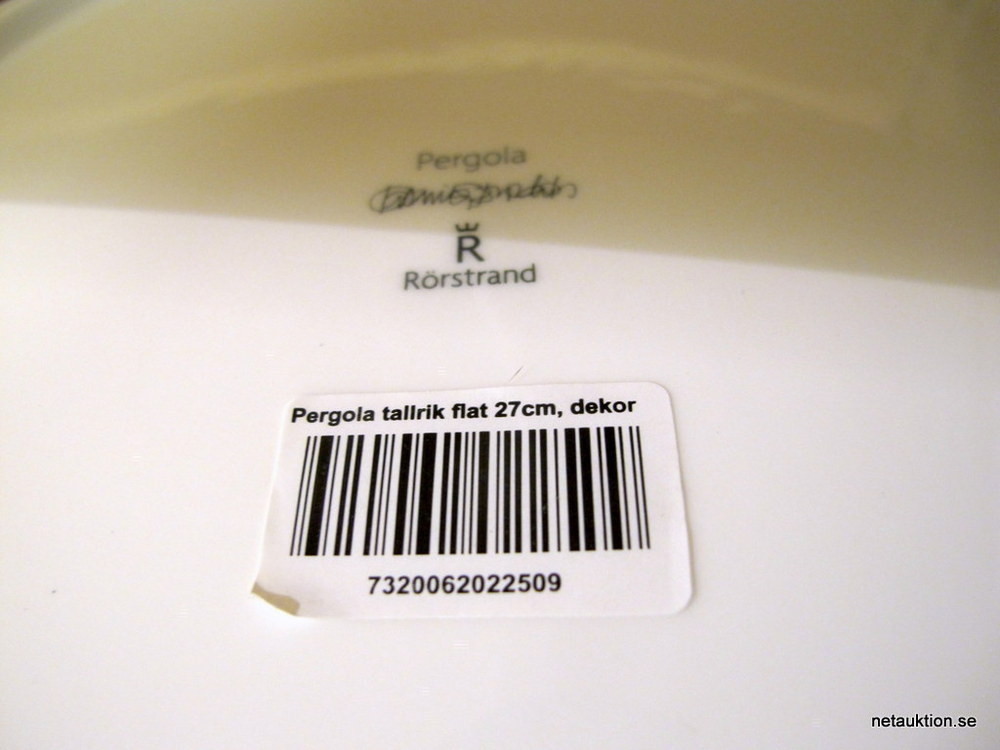 Pergola
R
Rörstrand
Pergola tallrik flat 27cm, dekor
7320062022509
netauktion.se